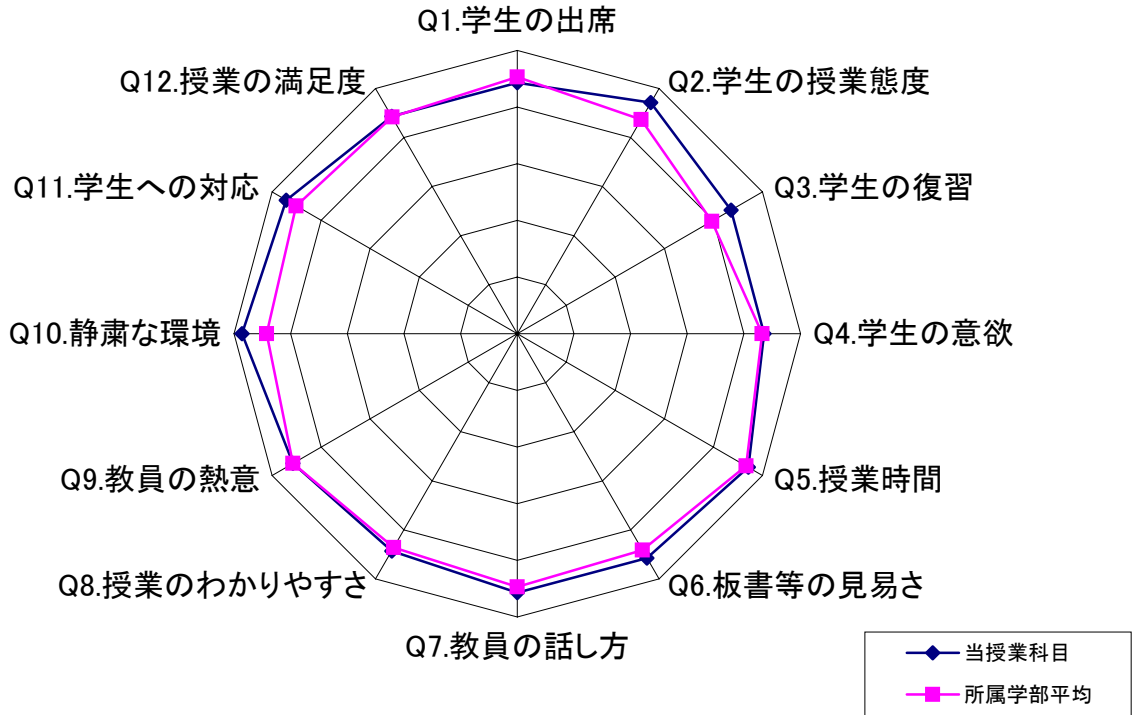 Q1.学生の出席
Q2.学生の授業態度
Q3.学生の復習
Q4.学生の意欲
Q5.授業時間
Q6.板書等の見易さ
Q7.教員の話し方
Q8.授業のわかりやすさ
Q9.教員の熱意
Q10.静粛な環境
Q11.学生への対応
Q12.授業の満足度
当授業科目
所属学部平均